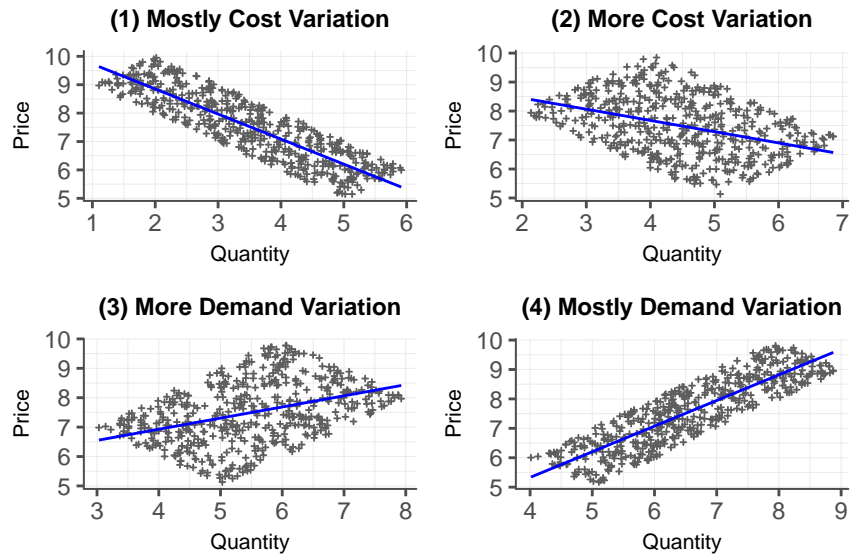 (1) Mostly Cost Variation
Price
10
9
8
7
6
5
1 2 3 4 5 6
Quantity
(2) More Cost Variation
Price
10
9
8
7
6
5
2 3 4 5 6 7
Quantity
(3) More Demand Variation
Price
10
9
8
7
6
5
3 4 5 6 7 8
Quantity
(4) Mostly Demand Variation
Price
10
9
8
7
6
5
4 5 6 7 8 9
Quantity